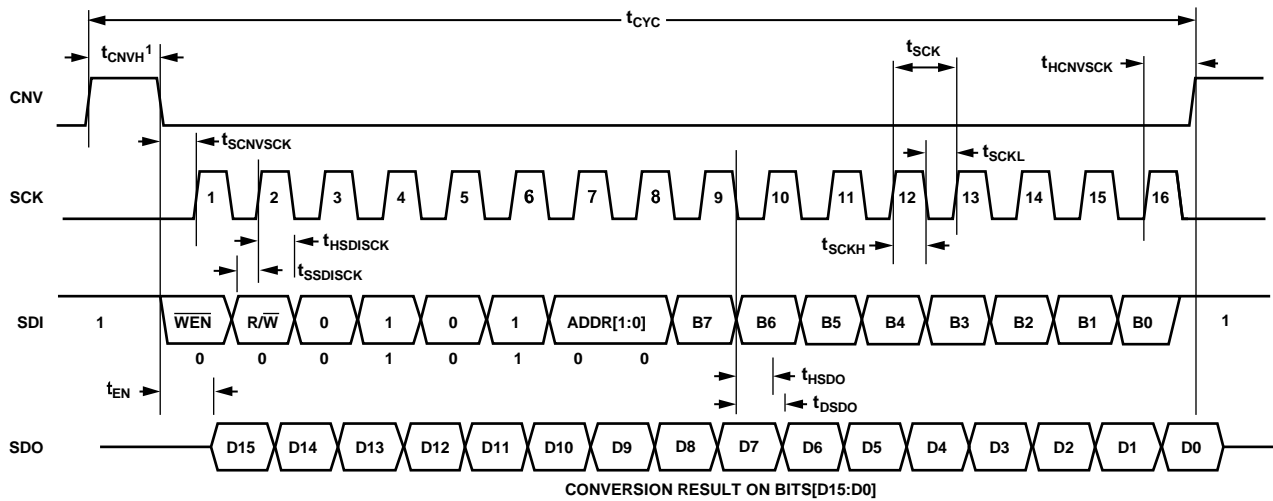 tCYC
tCNVH1 tSCK tHCNVSCK
CNV
tSCNVSCK tSCKL
SCK 1 2 3 4 5 6 7 8 9 10 11 12 13 14 15 16
tHSDISCK tSCKH
tSSDISCK
SDI 1 WEN R/W 0 1 0 1 ADDR[1:0] B7 B6 B5 B4 B3 B2 B1 B0 1
0 0 0 1 0 1 0 0
tEN tHSDO
tDSDO
SDO D15 D14 D13 D12 D11 D10 D9 D8 D7 D6 D5 D4 D3 D2 D1 D0
CONVERSION RESULT ON BITS[D15:D0]